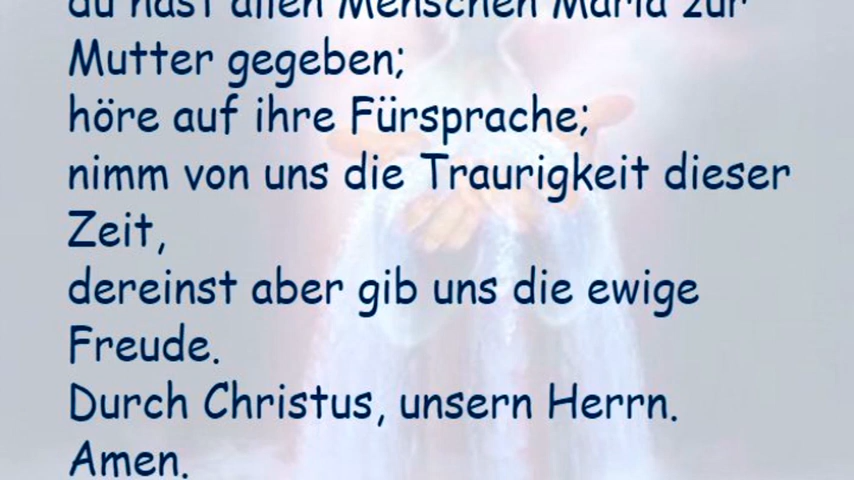 du hast allen Menschen Maria zur
Mutter gegeben;
höre auf ihre Fürsprache;
nimm von uns die Traurigkeit dieser
Zeit,
dereinst aber gib uns die ewige
Freude.
Durch Christus, unsern Herrn.
Amen.